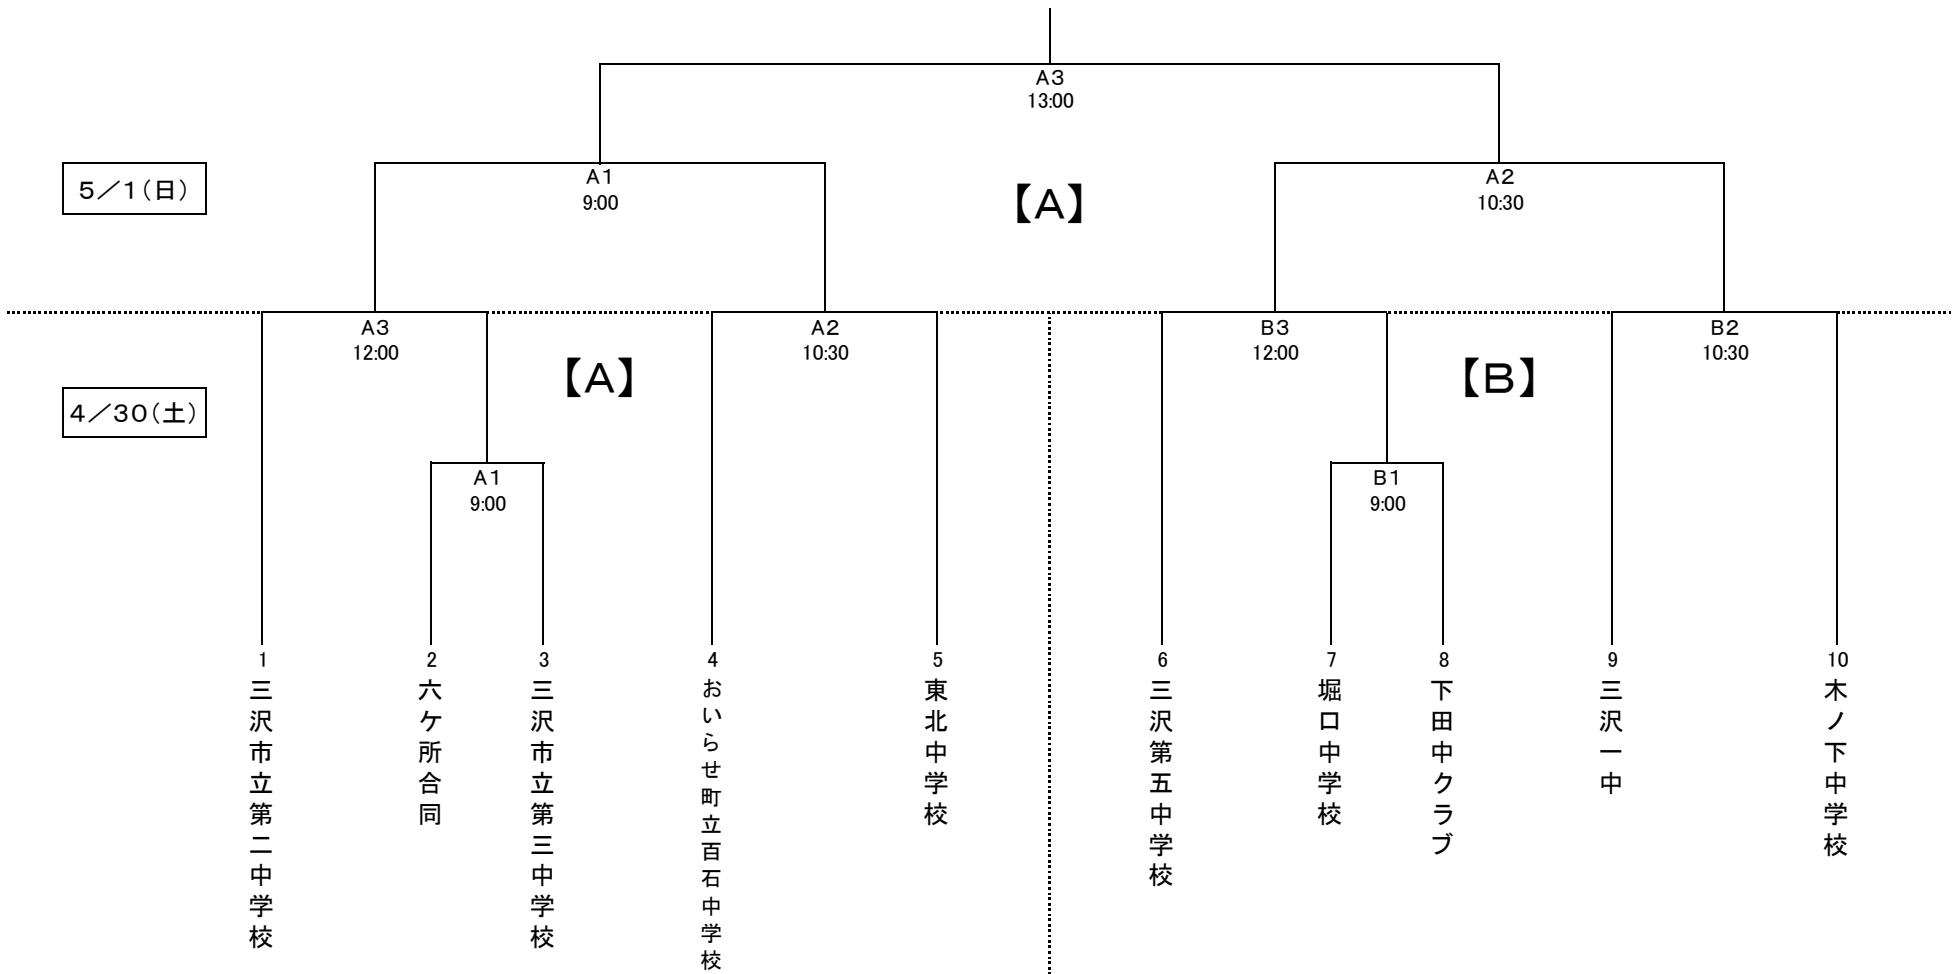 A3
13:00
5/1(日)
A1
9:00
【A】
A2
10:30
A3
12:00
A2
10:30
B3
12:00
B2
10:30
【A】
【B】
4/30(土)
A1
9:00
B1
9:00
1
三沢市立第二中学校
2
六ケ所合同
3
三沢市立第三中学校
4
おいらせ町立百石中学校
5
東北中学校
6
三沢第五中学校
7
堀口中学校
8
下田中クラブ
9
三沢一中
10
木ノ下中学校